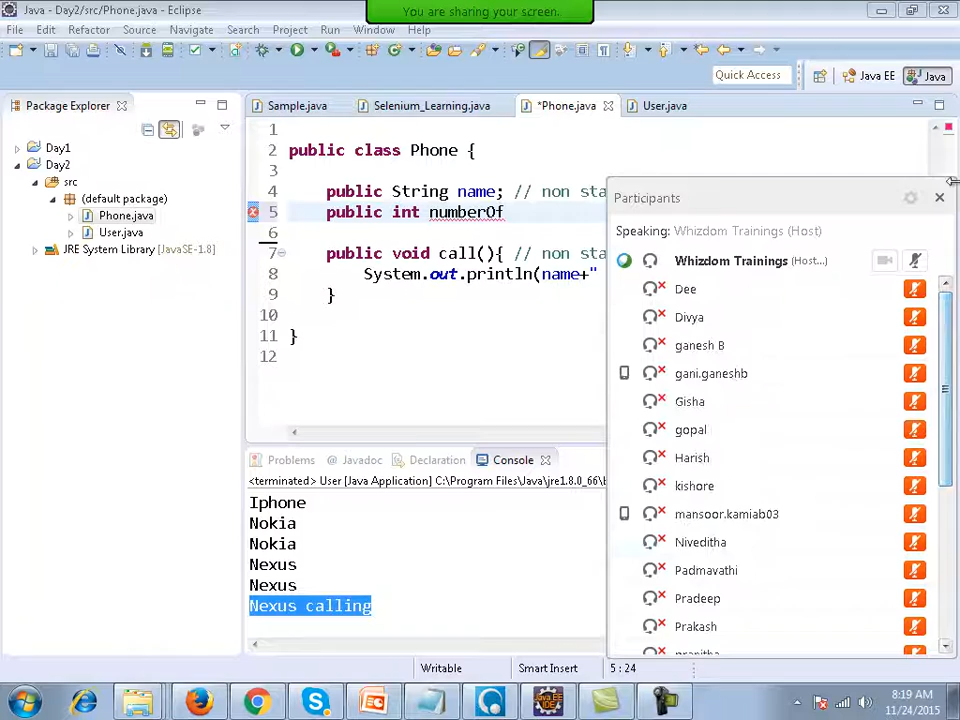 Java - Day2/src/Phone.java - Eclipse
You are sharing your screen.
File Edit Refactor Source Navigate Search Project Run Window Help
Quick Access
Java EE
Java
Package Explorer
Sample.java
Selenium_Learning.java
*Phone.java
User.java
Day1
Day2
src
(default package)
Phone.java
User.java
JRE System Library [JavaSE-1.8]
1
2 public class Phone {
3
4 public String name; // non sta
5 public int numberOf
6
7 public void call(){ // non sta
8 System.out.println(name+"
9 }
10
11 }
12
Participants
Speaking: Whizdom Trainings (Host)
Whizdom Trainings (Host...)
Dee
Divya
ganesh B
gani.ganeshb
Gisha
gopal
Harish
kishore
mansoor.kamiab03
Niveditha
Padmavathi
Pradeep
Prakash
Problems @ Javadoc Declaration Console
<terminated> User [Java Application] C:\Program Files\Java\jre1.8.0_66\b
Iphone
Nokia
Nokia
Nexus
Nexus
Nexus calling
Writable
Smart Insert
5 : 24
8:19 AM
11/24/2015